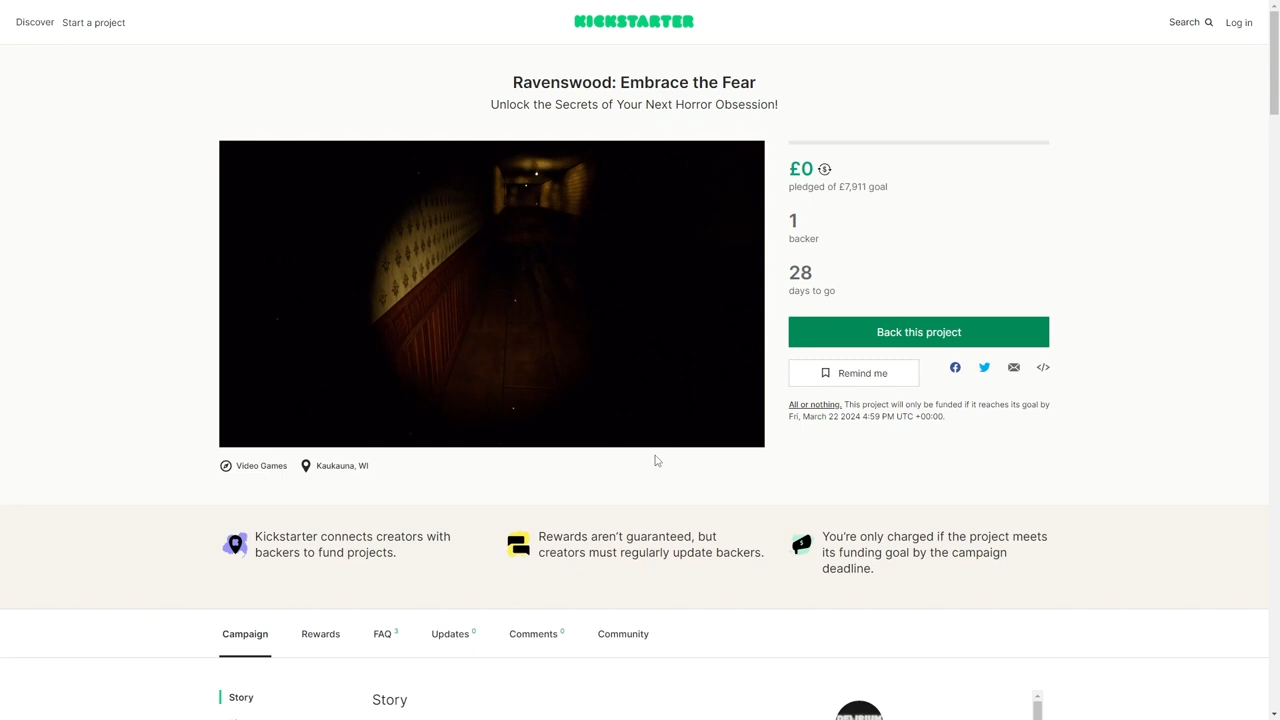 Discover Start a project KICKSTARTER Search Log in
Ravenswood: Embrace the Fear
Unlock the Secrets of Your Next Horror Obsession!
£0
pledged of £7,911 goal
1
backer
28
days to go
Back this project
Remind me
All or nothing. This project will only be funded if it reaches its goal by
Fri, March 22 2024 4:59 PM UTC +00:00.
Video Games Kaukauna, WI
Kickstarter connects creators with
backers to fund projects.
Rewards aren’t guaranteed, but
creators must regularly update backers.
You’re only charged if the project meets
its funding goal by the campaign
deadline.
Campaign Rewards FAQ 3 Updates 0 Comments 0 Community
Story
Story